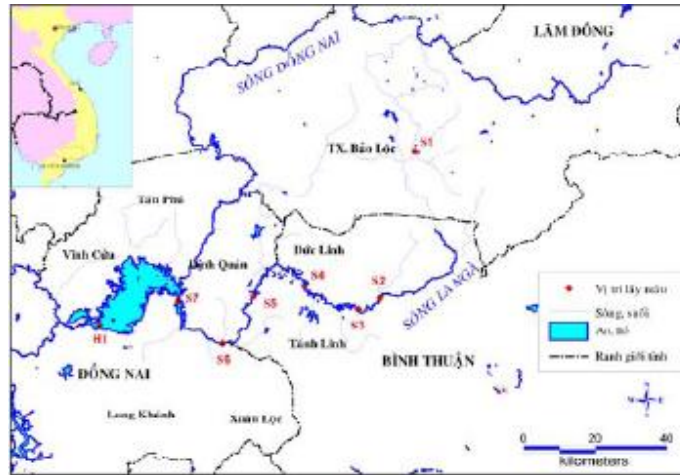 LÂM ĐỒNG
SÔNG ĐỒNG NAI
S1
TX. Bảo Lộc
Tân Phú
Vĩnh Cửu
Định Quán
Đức Linh
S4
S2
S7
S5
S3
SÔNG LA NGÀ
H1
S6
Tánh Linh
BÌNH THUẬN
ĐỒNG NAI
Long Khánh
Xuân Lộc
Vị trí lấy mẫu
Sông, suối
Ao, hồ
Ranh giới tỉnh
0 20 40
kilometers